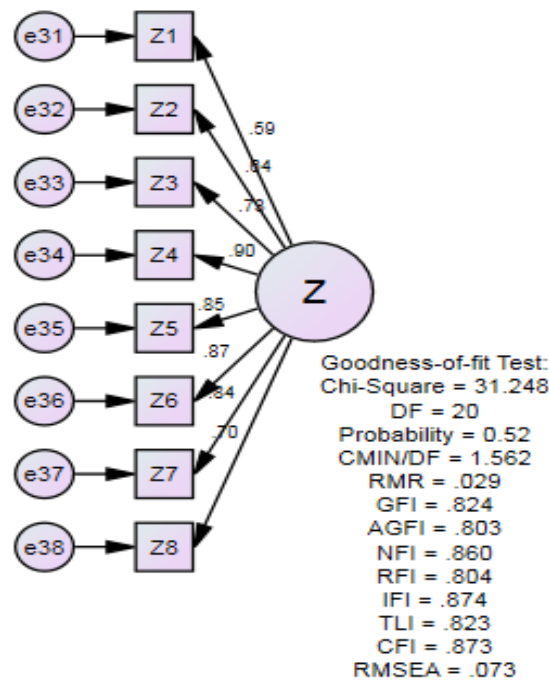 e31 Z1
.59
e32 Z2
e33 Z3
e34 Z4
.90
e35 Z5
.85
e36 Z6
.87
e37 Z7
.84
e38 Z8
.70
Z
Goodness-of-fit Test:
Chi-Square = 31.248
DF = 20
Probability = 0.52
CMIN/DF = 1.562
RMR = .029
GFI = .824
AGFI = .803
NFI = .860
RFI = .804
IFI = .874
TLI = .823
CFI = .873
RMSEA = .073